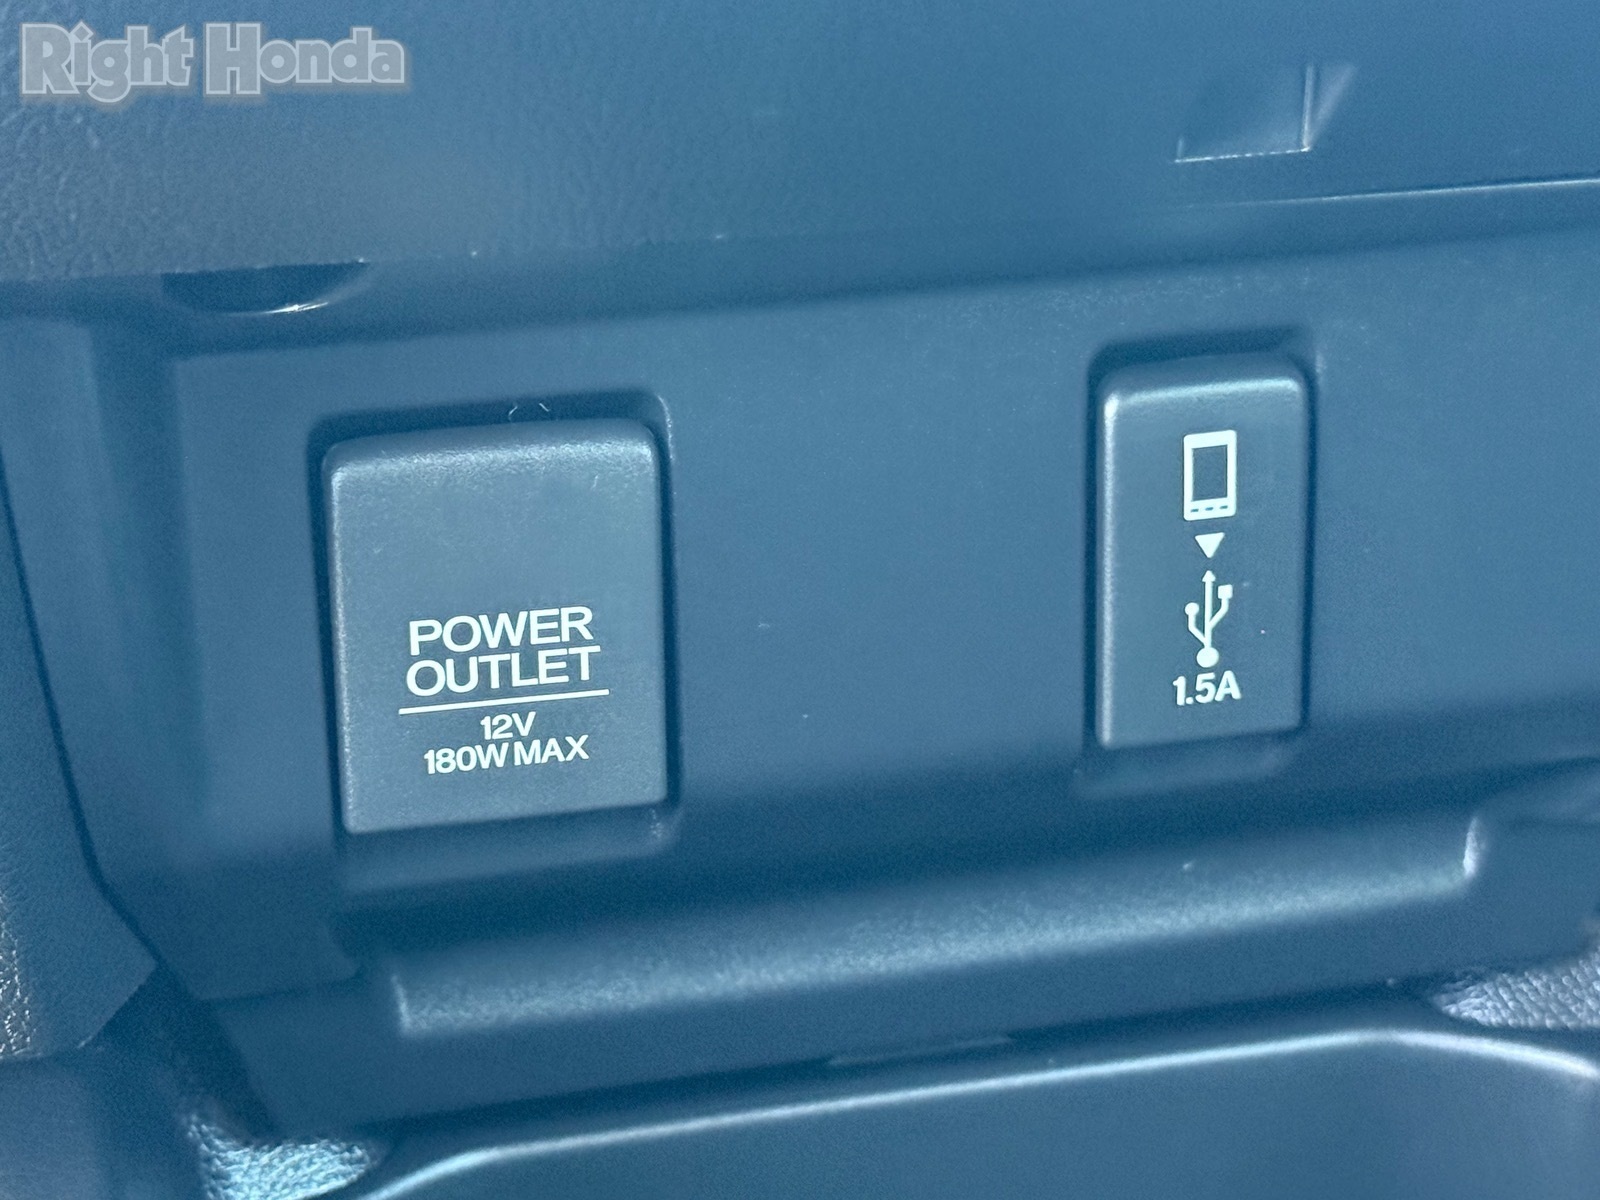 Right Honda
POWER
OUTLET
12V
180W MAX
1.5A